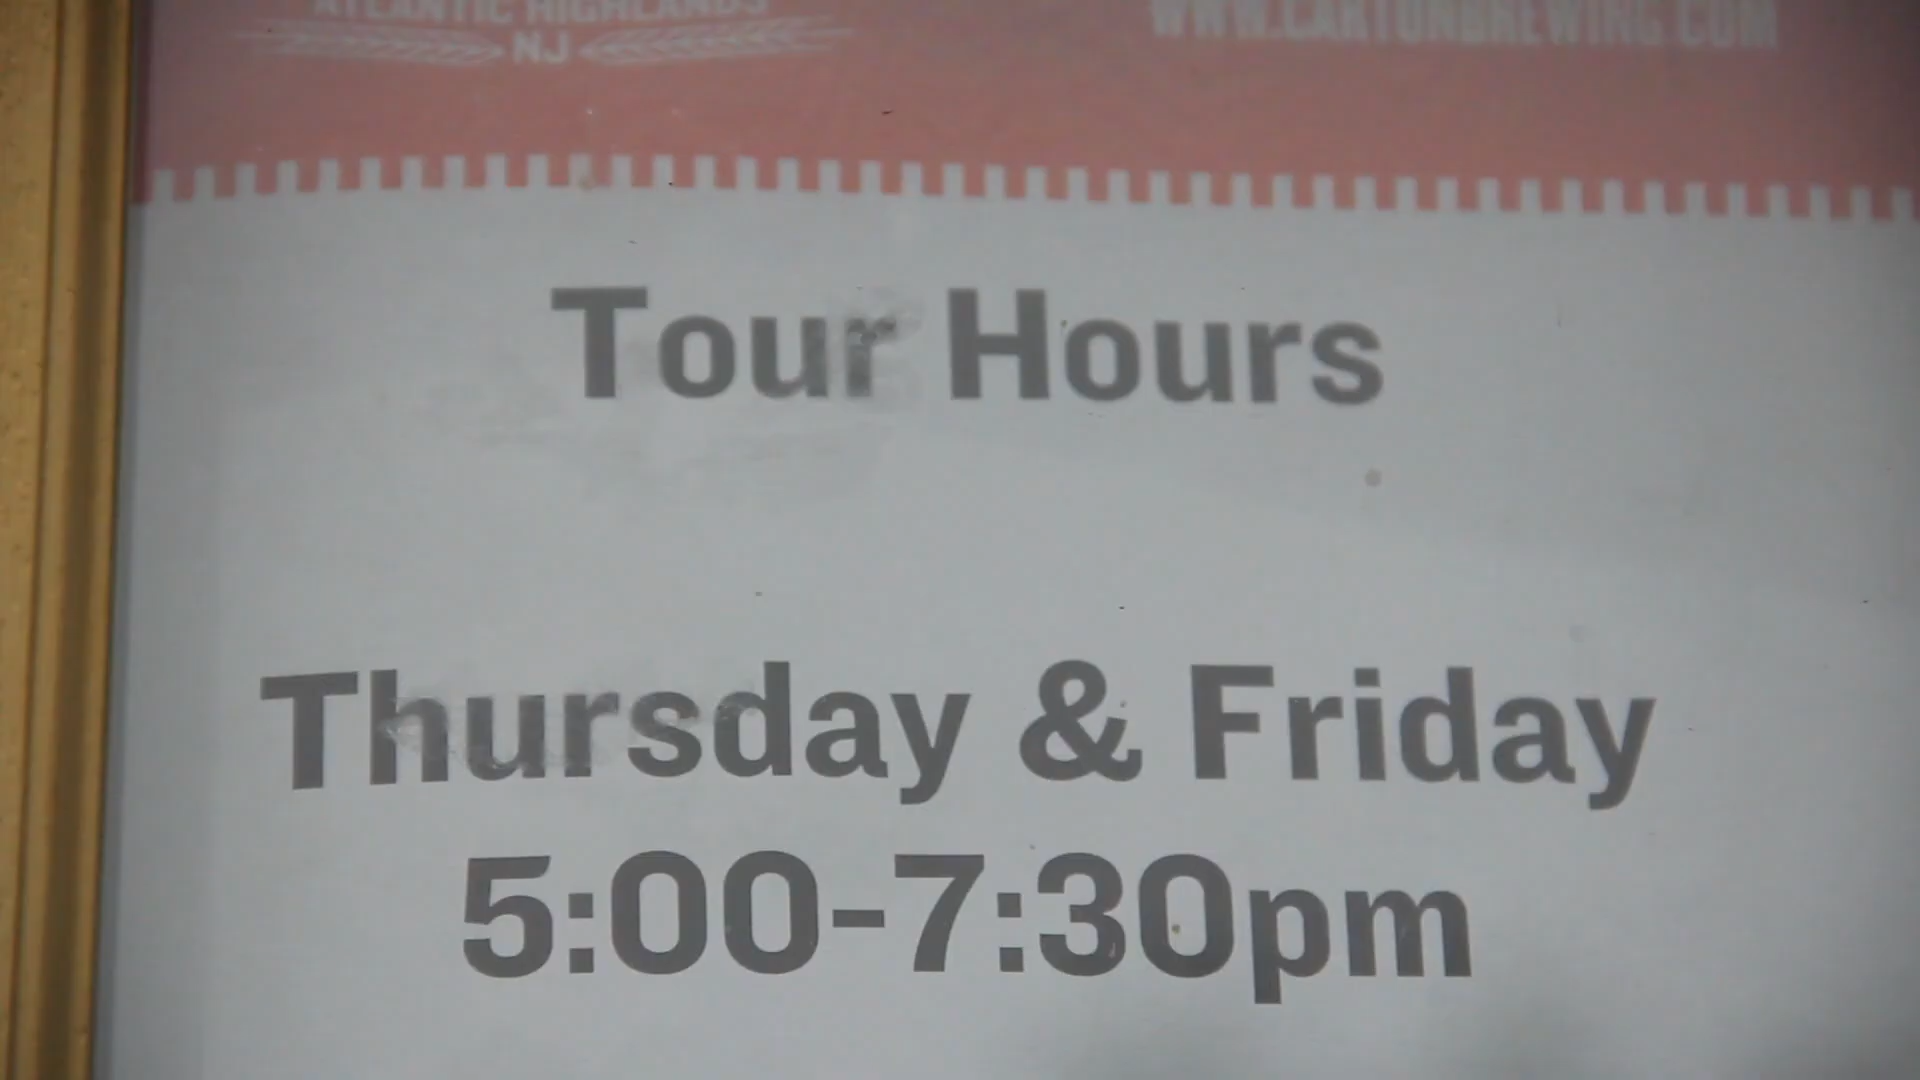 ATLANTIC HIGHLANDS
NJ
WWW.CARTONBREWING.COM
Tour Hours
Thursday & Friday
5:00-7:30pm